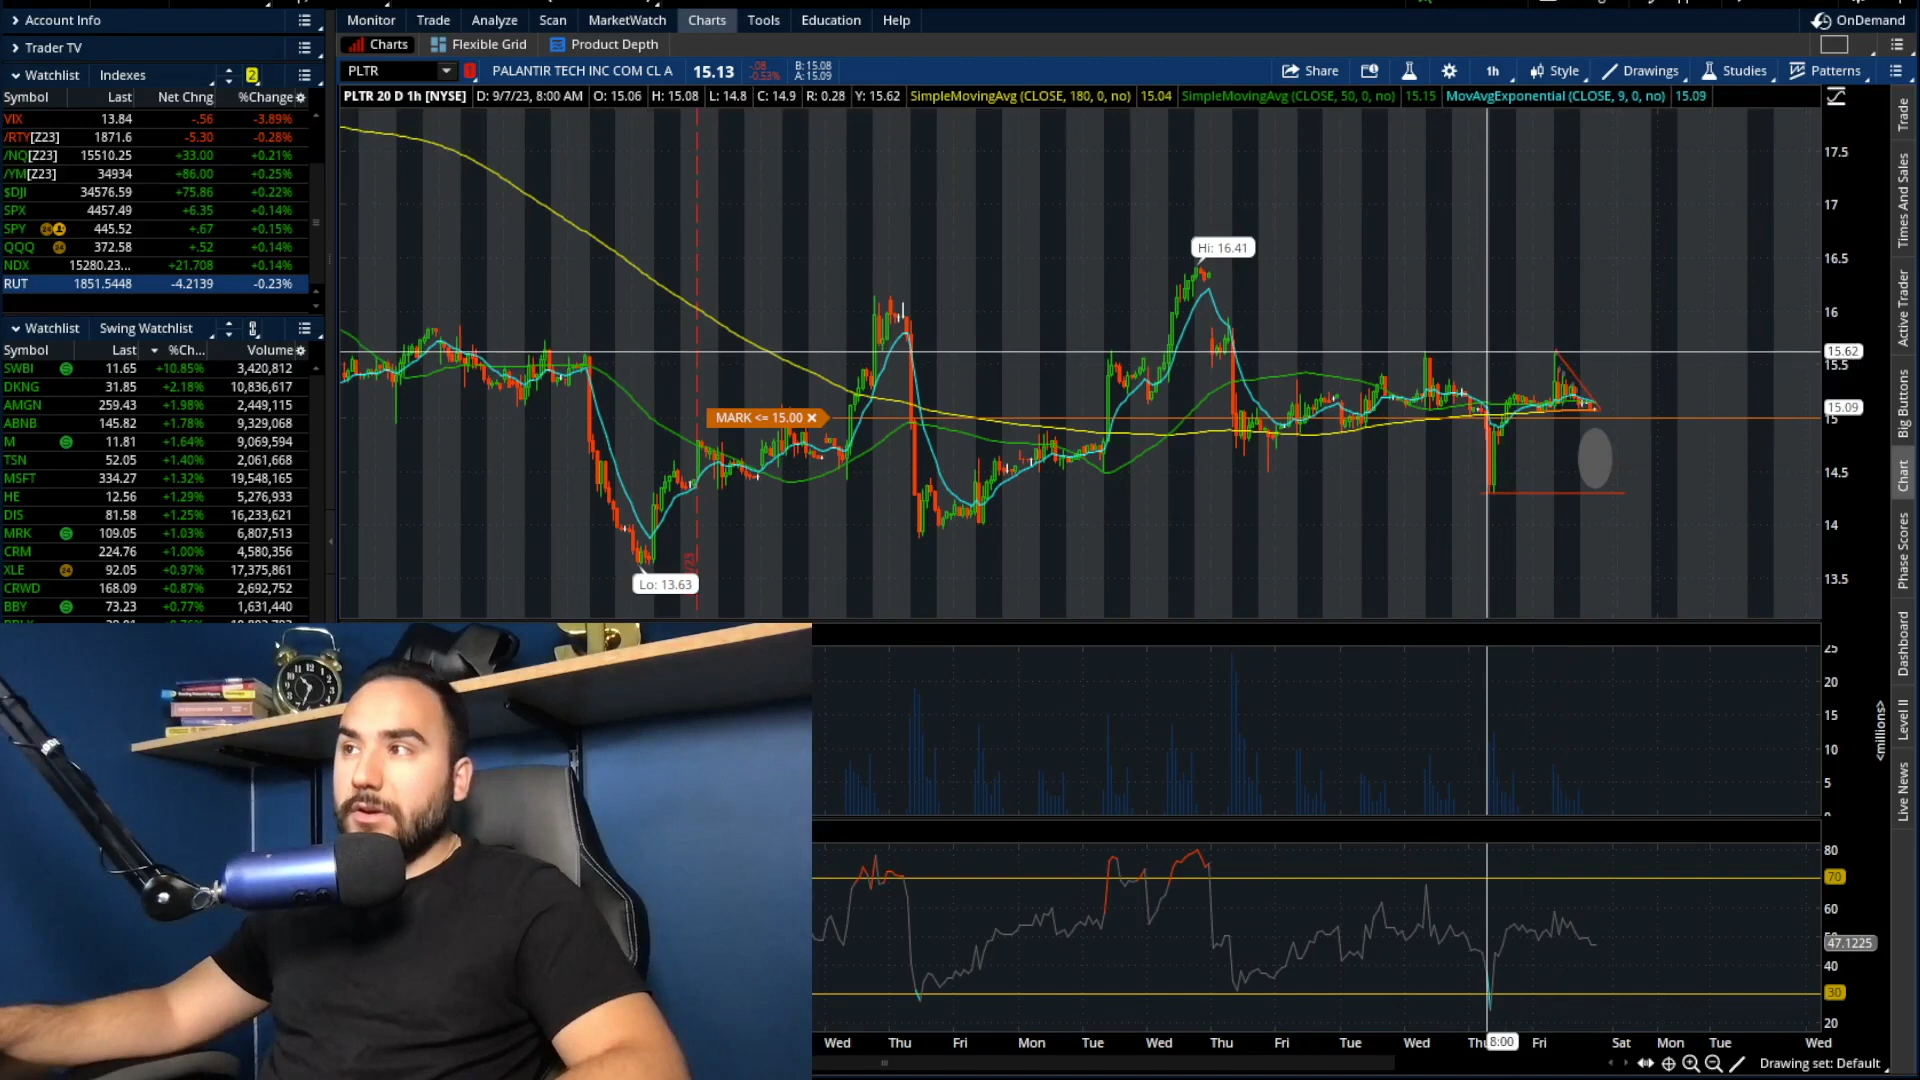 Account Info
Trader TV
Watchlist Indexes 2
Symbol Last Net Chng %Change
VIX 13.84 -.56 -3.89%
/RTY[Z23] 1871.6 -5.30 -0.28%
/NQ[Z23] 15510.25 +33.00 +0.21%
/YM[Z23] 34934 +86.00 +0.25%
$DJI 34576.59 +75.86 +0.22%
SPX 4457.49 +6.35 +0.14%
SPY 24 445.52 +.67 +0.15%
QQQ 24 372.58 +.52 +0.14%
NDX 15280.23... +21.708 +0.14%
RUT 1851.5448 -4.2139 -0.23%
Watchlist Swing Watchlist
Symbol Last %Ch... Volume
SWBI 11.65 +10.85% 3,420,812
DKNG 31.85 +2.18% 10,836,617
AMGN 259.43 +1.98% 2,449,115
ABNB 145.82 +1.78% 9,329,068
M 11.81 +1.64% 9,069,594
TSN 52.05 +1.40% 2,061,668
MSFT 334.27 +1.32% 19,548,165
HE 12.56 +1.29% 5,276,933
DIS 81.58 +1.25% 16,233,621
MRK 109.05 +1.03% 6,807,513
CRM 224.76 +1.00% 4,580,356
XLE 24 92.05 +0.97% 17,375,861
CRWD 168.09 +0.87% 2,692,752
BBY 73.23 +0.77% 1,631,440
Monitor Trade Analyze Scan MarketWatch Charts Tools Education Help OnDemand
Charts Flexible Grid Product Depth
PLTR 1 PALANTIR TECH INC COM CL A 15.13 -.08 -0.53% B: 15.08 A: 15.09 Share 1h Style Drawings Studies Patterns
PLTR 20 D 1h [NYSE] D: 9/7/23, 8:00 AM O: 15.06 H: 15.08 L: 14.8 C: 14.9 R: 0.28 Y: 15.62 SimpleMovingAvg (CLOSE, 180, 0, no) 15.04 SimpleMovingAvg (CLOSE, 50, 0, no) 15.15 MovAvgExponential (CLOSE, 9, 0, no) 15.09
17.5
17
16.5
Hi: 16.41
16
15.62
15.5
15.09
MARK <= 15.00
15
14.5
14
13.5
Lo: 13.63
25
20
15
10
5
<millions>
80
70
60
47.1225
40
30
20
Wed Thu Fri Mon Tue Wed Thu Fri Tue Wed 8:00 Fri Sat Mon Tue Wed
Drawing set: Default
Trade
Times And Sales
Active Trader
Big Buttons
Chart
Phase Scores
Dashboard
Level II
Live News